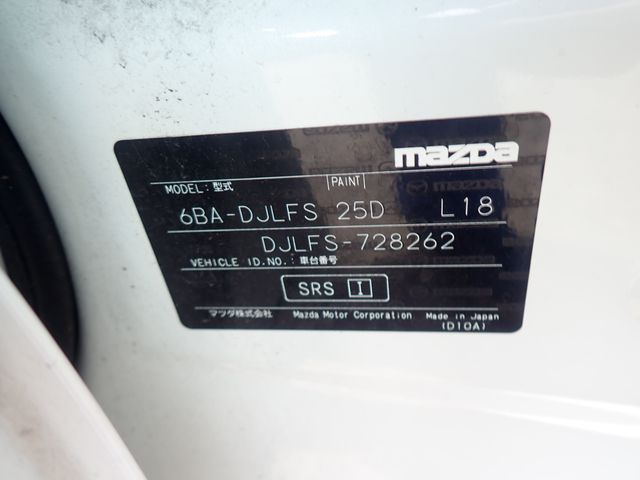 mazda
MODEL:型式 PAINT
6BA-DJLFS 25D L18
DJLFS-728262
VEHICLE ID.NO.:車台番号
SRS I
マツダ株式会社 Mazda Motor Corporation Made in Japan
(D10A)